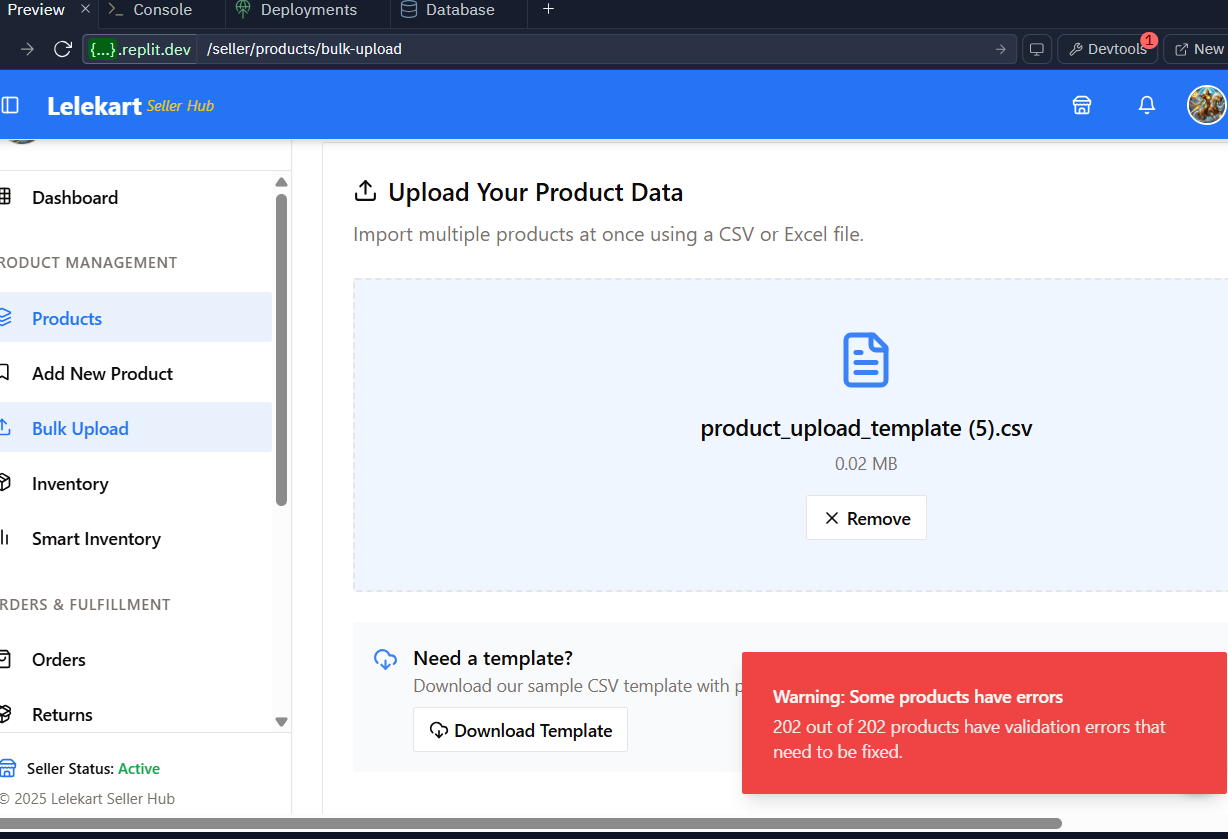 Preview
Console
Deployments
Database
{...}.replit.dev /seller/products/bulk-upload
Devtools
1
New
Lelekart Seller Hub
Dashboard
RODUCT MANAGEMENT
Products
Add New Product
Bulk Upload
Inventory
Smart Inventory
RDERS & FULFILLMENT
Orders
Returns
Seller Status: Active
© 2025 Lelekart Seller Hub
Upload Your Product Data
Import multiple products at once using a CSV or Excel file.
product_upload_template (5).csv
0.02 MB
Remove
Need a template?
Download our sample CSV template with p
Download Template
Warning: Some products have errors
202 out of 202 products have validation errors that
need to be fixed.